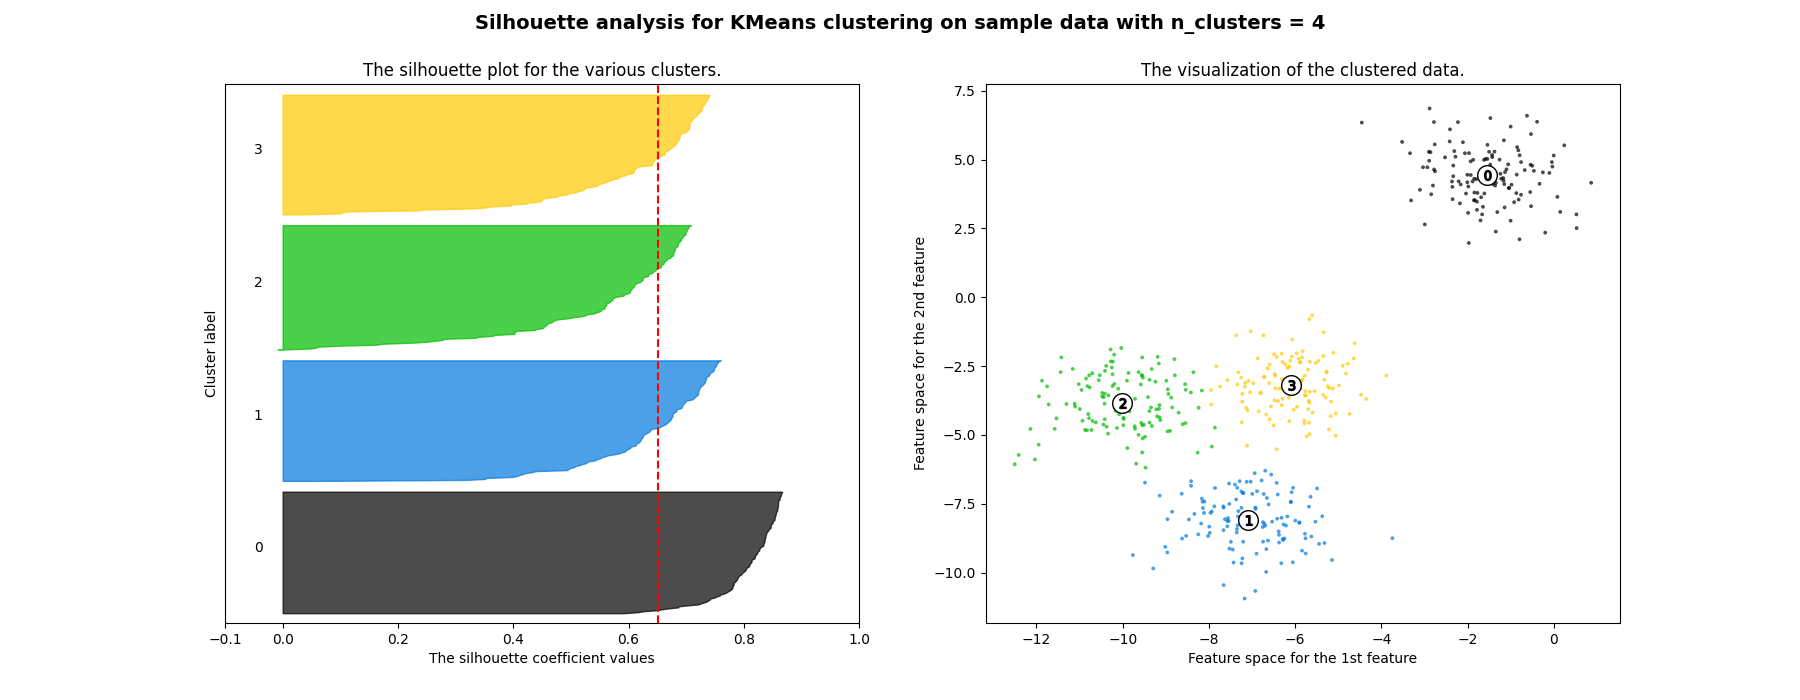 Silhouette analysis for KMeans clustering on sample data with n_clusters = 4
The silhouette plot for the various clusters.
Cluster label
3
2
1
0
−0.1 0.0 0.2 0.4 0.6 0.8 1.0
The silhouette coefficient values
The visualization of the clustered data.
Feature space for the 2nd feature
7.5
5.0
2.5
0.0
−2.5
−5.0
−7.5
−10.0
0
3
2
1
−12 −10 −8 −6 −4 −2 0
Feature space for the 1st feature